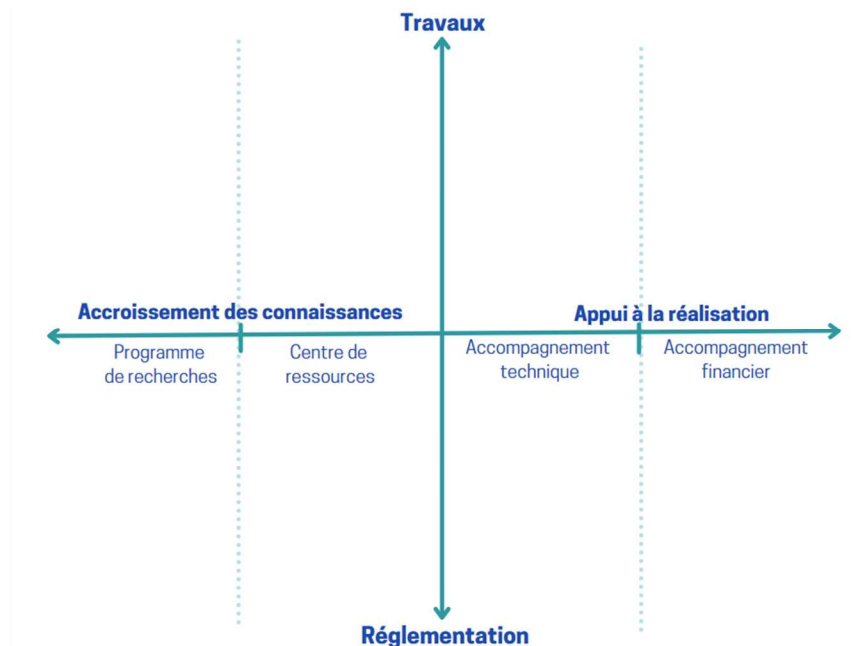 Travaux
Accroissement des connaissances
Appui à la réalisation
Programme
de recherches
Centre de
ressources
Accompagnement
technique
Accompagnement
financier
Réglementation